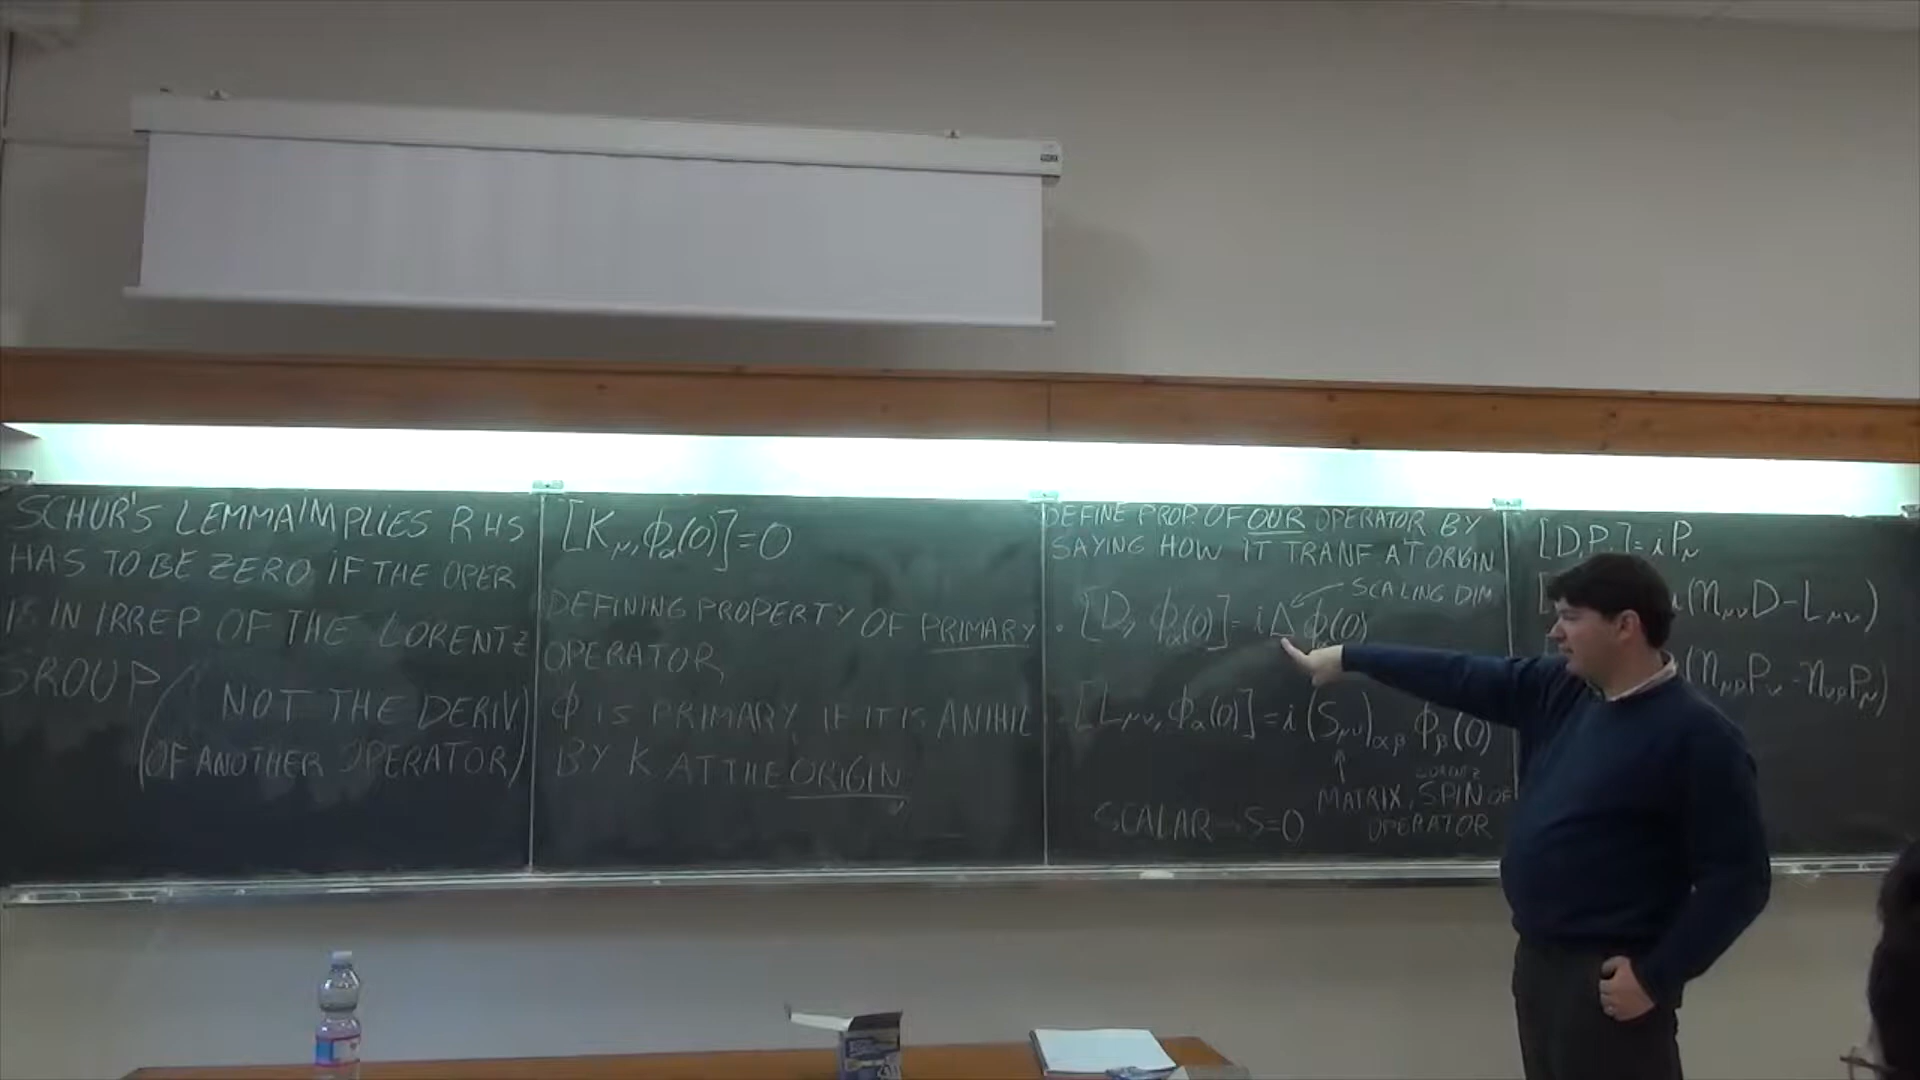 SCHUR'S LEMMA IMPLIES RHS
HAS TO BE ZERO IF THE OPER
IS IN IRREP OF THE LORENTZ
GROUP ( NOT THE DERIV
OF ANOTHER OPERATOR)
[K_μ, ϕ_α(0)] = 0
DEFINING PROPERTY OF PRIMARY
OPERATOR
ϕ IS PRIMARY IF IT IS ANIHIL
BY K AT THE ORIGIN
DEFINE PROP. OF OUR OPERATOR BY
SAYING HOW IT TRANF. AT ORIGIN
SCALING DIM
• [D, ϕ_α(0)] = iΔ ϕ_α(0)
• [L_μν, ϕ_α(0)] = i (S_μν)_αβ ϕ_β(0)
↑ LORENTZ
MATRIX, SPIN OF
OPERATOR
SCALAR → S=0
[D, P_μ] = iP_μ
(η_μν D - L_μν)
(η_μρ P_ν - η_νρ P_μ)